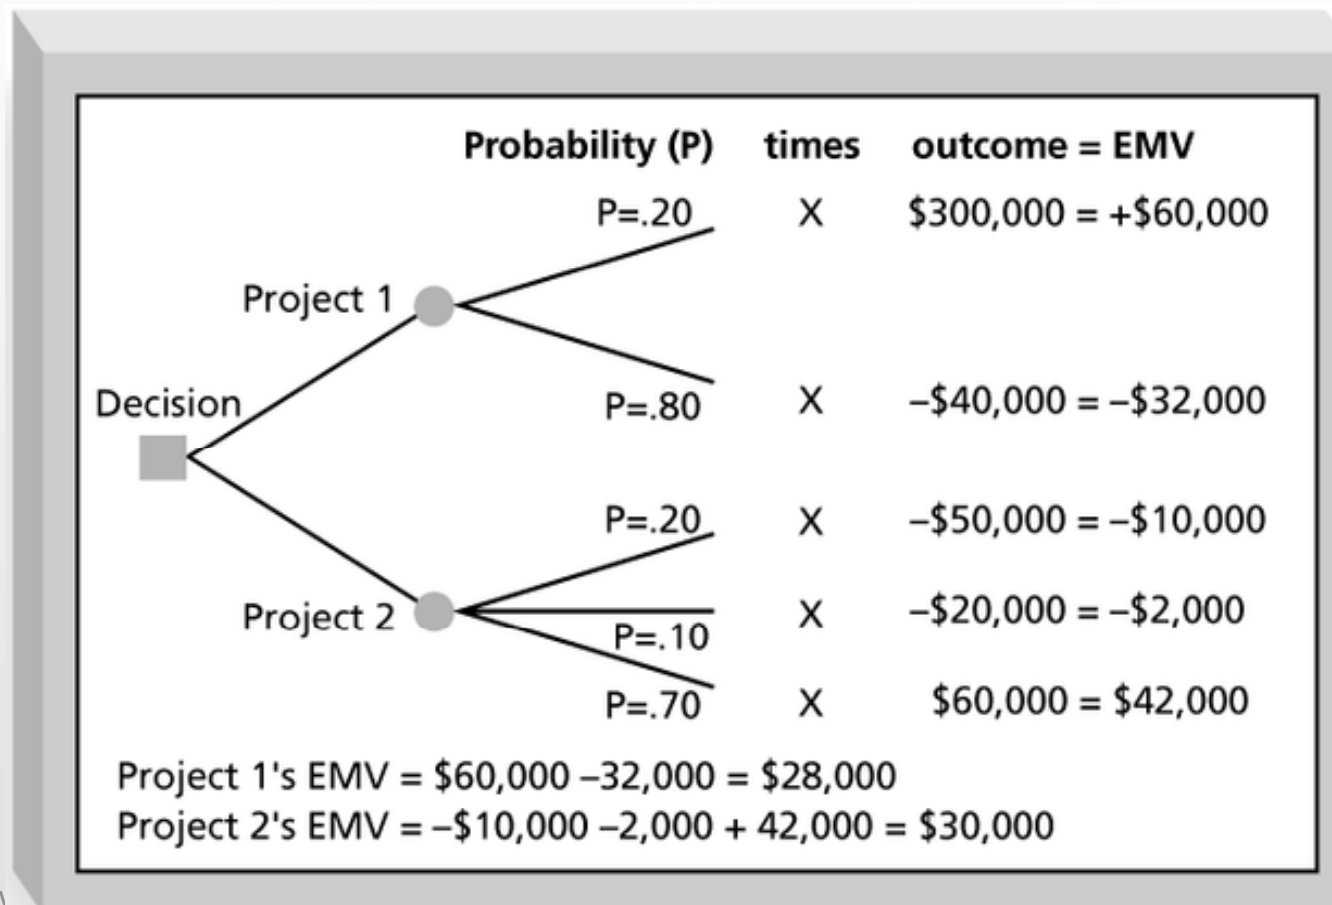 Probability (P) times outcome = EMV
P=.20 X $300,000 = +$60,000
Project 1
Decision
P=.80 X –$40,000 = –$32,000
P=.20 X –$50,000 = –$10,000
Project 2
P=.10 X –$20,000 = –$2,000
P=.70 X $60,000 = $42,000
Project 1's EMV = $60,000 –32,000 = $28,000
Project 2's EMV = –$10,000 –2,000 + 42,000 = $30,000